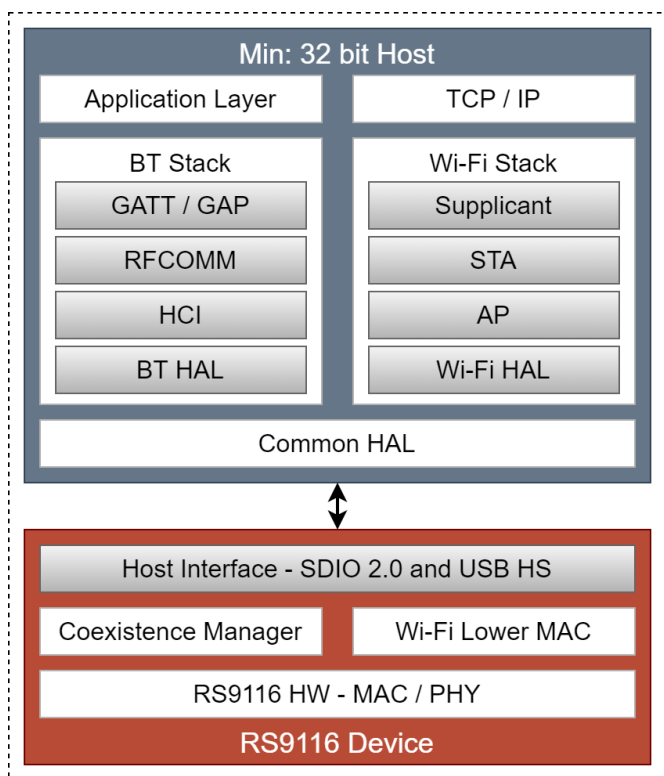 Min: 32 bit Host
Application Layer
TCP / IP
BT Stack
GATT / GAP
RFCOMM
HCI
BT HAL
Wi-Fi Stack
Supplicant
STA
AP
Wi-Fi HAL
Common HAL
Host Interface - SDIO 2.0 and USB HS
Coexistence Manager
Wi-Fi Lower MAC
RS9116 HW - MAC / PHY
RS9116 Device